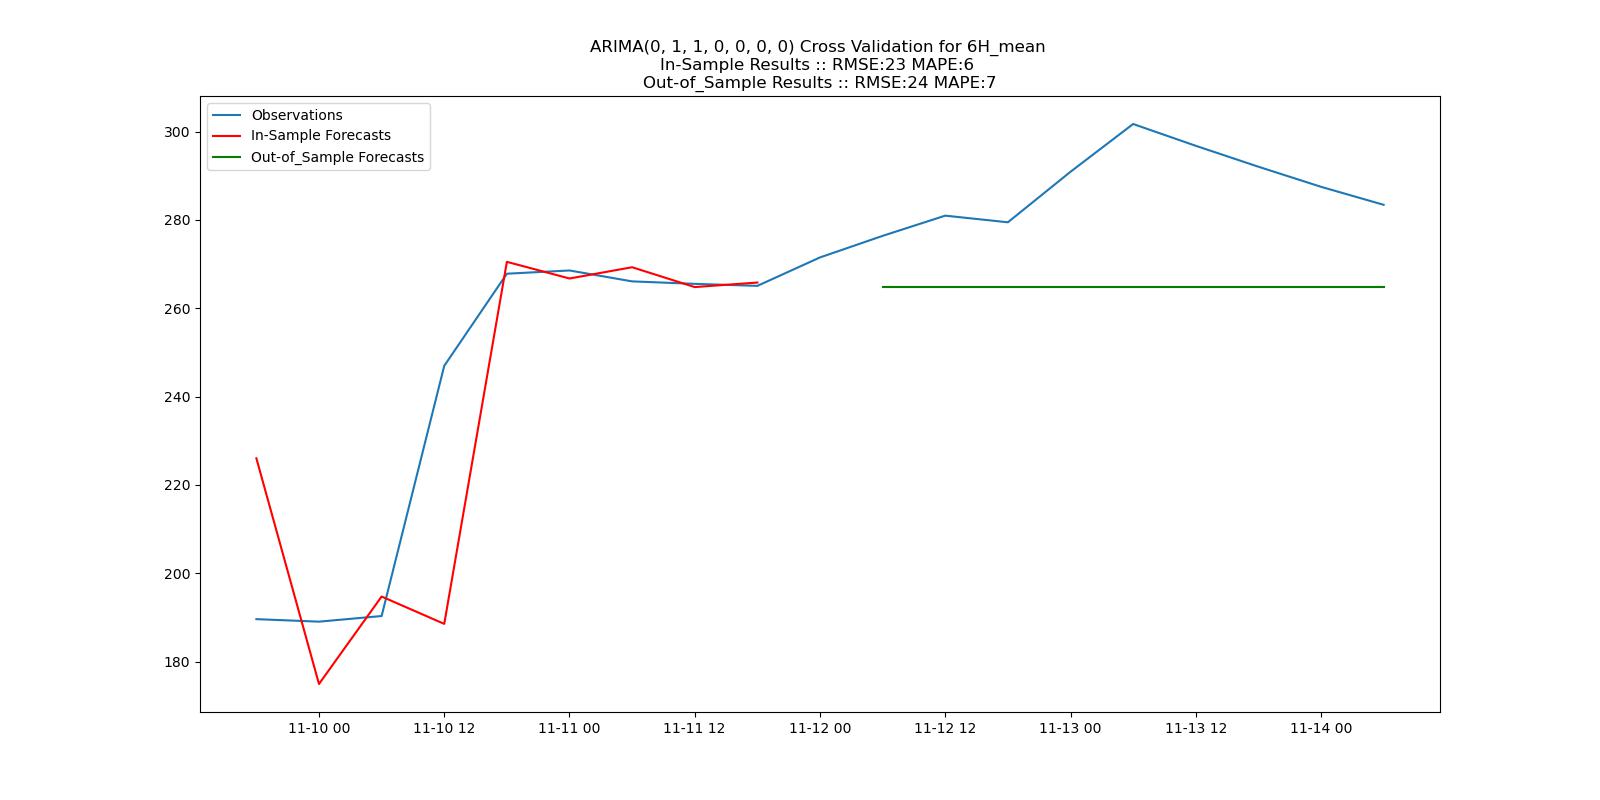 ARIMA(0, 1, 1, 0, 0, 0, 0) Cross Validation for 6H_mean
In-Sample Results :: RMSE:23 MAPE:6
Out-of_Sample Results :: RMSE:24 MAPE:7
Observations
In-Sample Forecasts
Out-of_Sample Forecasts
300
280
260
240
220
200
180
11-10 00
11-10 12
11-11 00
11-11 12
11-12 00
11-12 12
11-13 00
11-13 12
11-14 00